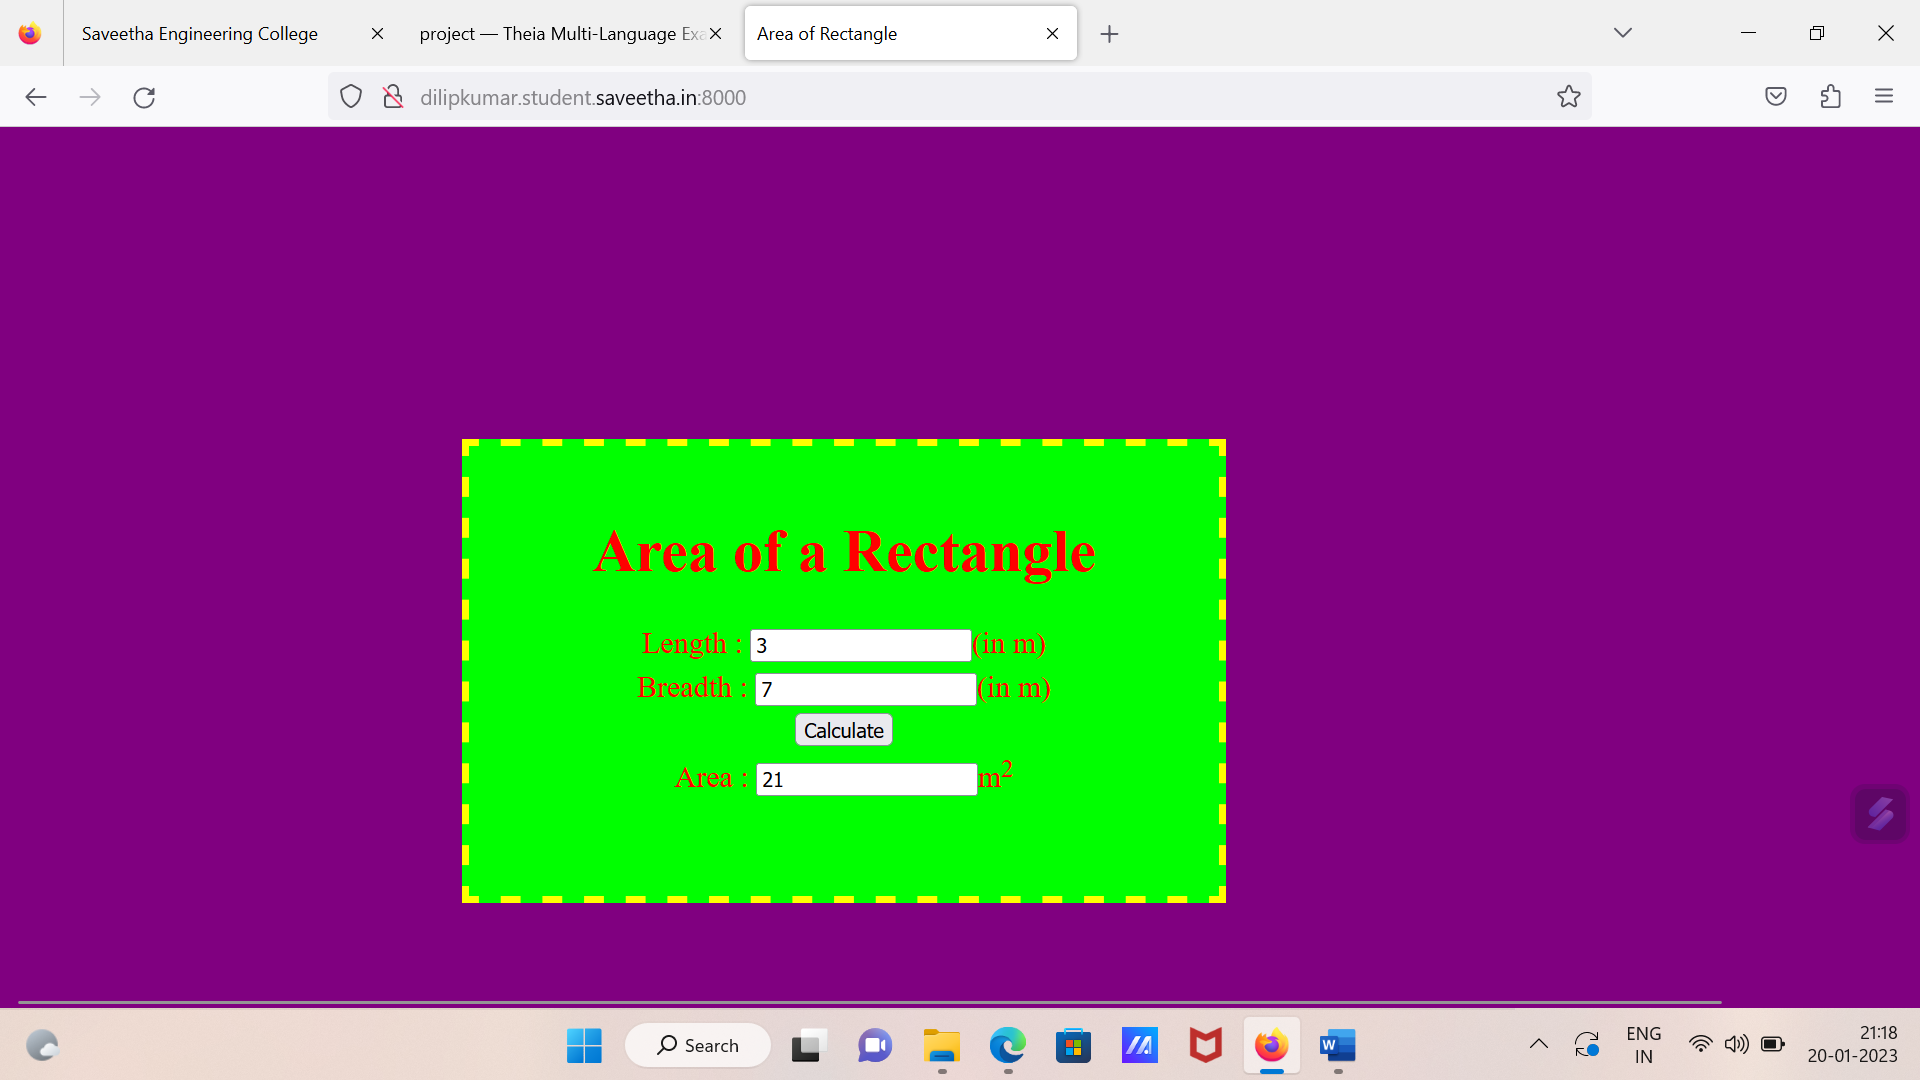 Saveetha Engineering College
project — Theia Multi-Language Exa
Area of Rectangle
dilipkumar.student.saveetha.in:8000
Area of a Rectangle
Length : 3 (in m)
Breadth : 7 (in m)
Calculate
Area : 21 m²
Search
W
ENG
IN
21:18
20-01-2023